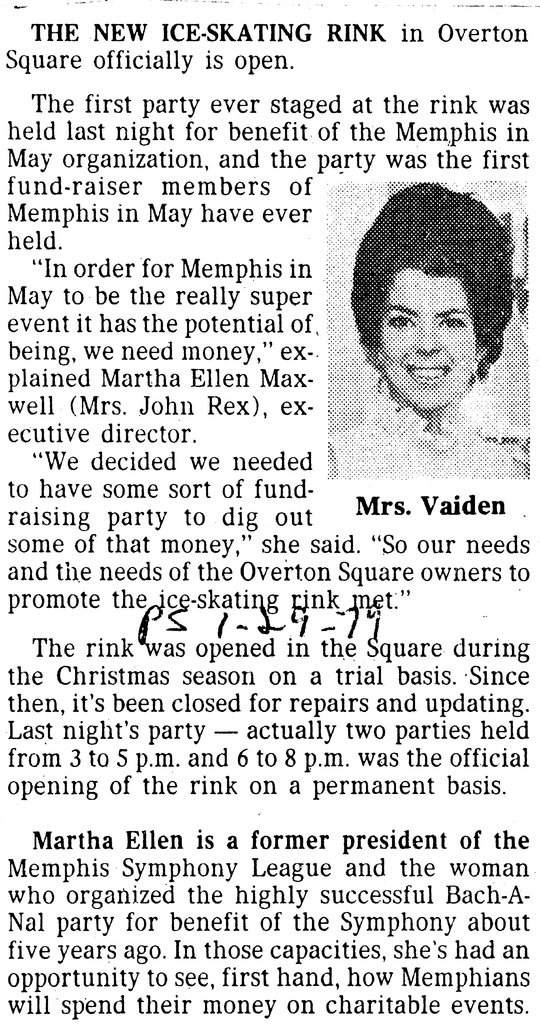 THE NEW ICE-SKATING RINK in Overton
Square officially is open.
The first party ever staged at the rink was
held last night for benefit of the Memphis in
May organization, and the party was the first
fund-raiser members of
Memphis in May have ever
held.
“In order for Memphis in
May to be the really super
event it has the potential of
being, we need money,” ex-
plained Martha Ellen Max-
well (Mrs. John Rex), ex-
ecutive director.
“We decided we needed
to have some sort of fund-
raising party to dig out
Mrs. Vaiden
some of that money,” she said. “So our needs
and the needs of the Overton Square owners to
promote the ice-skating rink met.”
PS 1-29-79
The rink was opened in the Square during
the Christmas season on a trial basis. Since
then, it's been closed for repairs and updating.
Last night's party — actually two parties held
from 3 to 5 p.m. and 6 to 8 p.m. was the official
opening of the rink on a permanent basis.
Martha Ellen is a former president of the
Memphis Symphony League and the woman
who organized the highly successful Bach-A-
Nal party for benefit of the Symphony about
five years ago. In those capacities, she's had an
opportunity to see, first hand, how Memphians
will spend their money on charitable events.